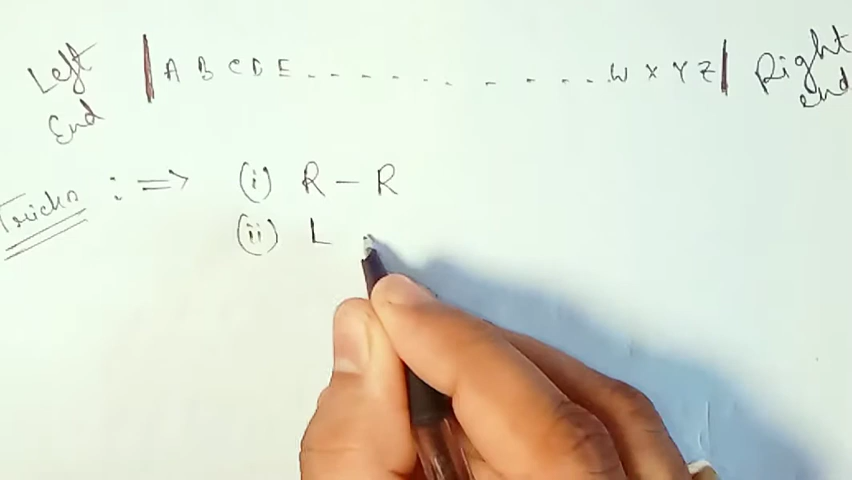 Left End | A B C D E . . . . . . . . . . . . W X Y Z | Right end
Tricks : => (i) R - R
(ii) L